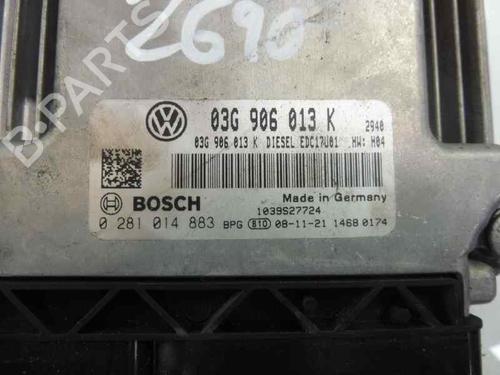 2690
03G 906 013 K 2940
03G 906 013 K DIESEL EDC17U01 HW: H04
BOSCH Made in Germany
1039S27724
0 281 014 883 BPG 810 08-11-21 1468 0174